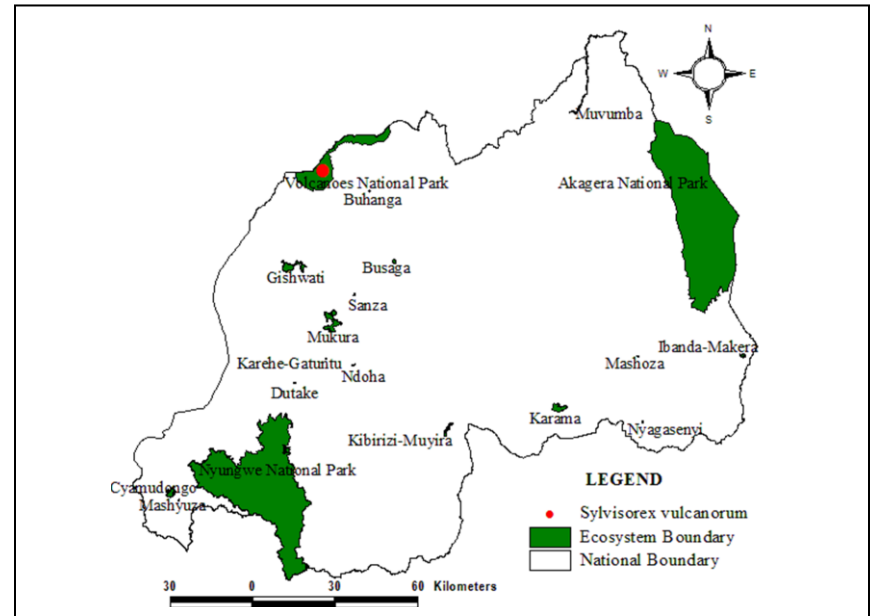 N
W E
S
Muvumba
Volcanoes National Park
Akagera National Park
Buhanga
Gishwati
Busaga
Sanza
Mukura
Ibanda-Makera
Karehe-Gaturitu
Mashoza
Ndoha
Dutake
Karama
Nyagasenyi
Kibirizi-Muyira
Nyungwe National Park
Cyamudongo
Mashyuza
LEGEND
Sylvisorex vulcanorum
Ecosystem Boundary
National Boundary
30 0 30 60 Kilometers